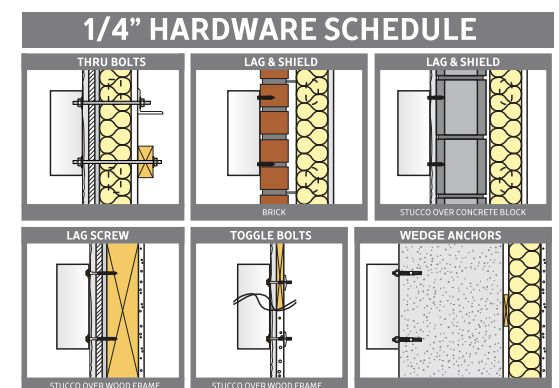 1/4” HARDWARE SCHEDULE
THRU BOLTS
LAG & SHIELD
LAG & SHIELD
BRICK
STUCCO OVER CONCRETE BLOCK
LAG SCREW
TOGGLE BOLTS
WEDGE ANCHORS
STUCCO OVER WOOD FRAME
STUCCO OVER WOOD FRAME